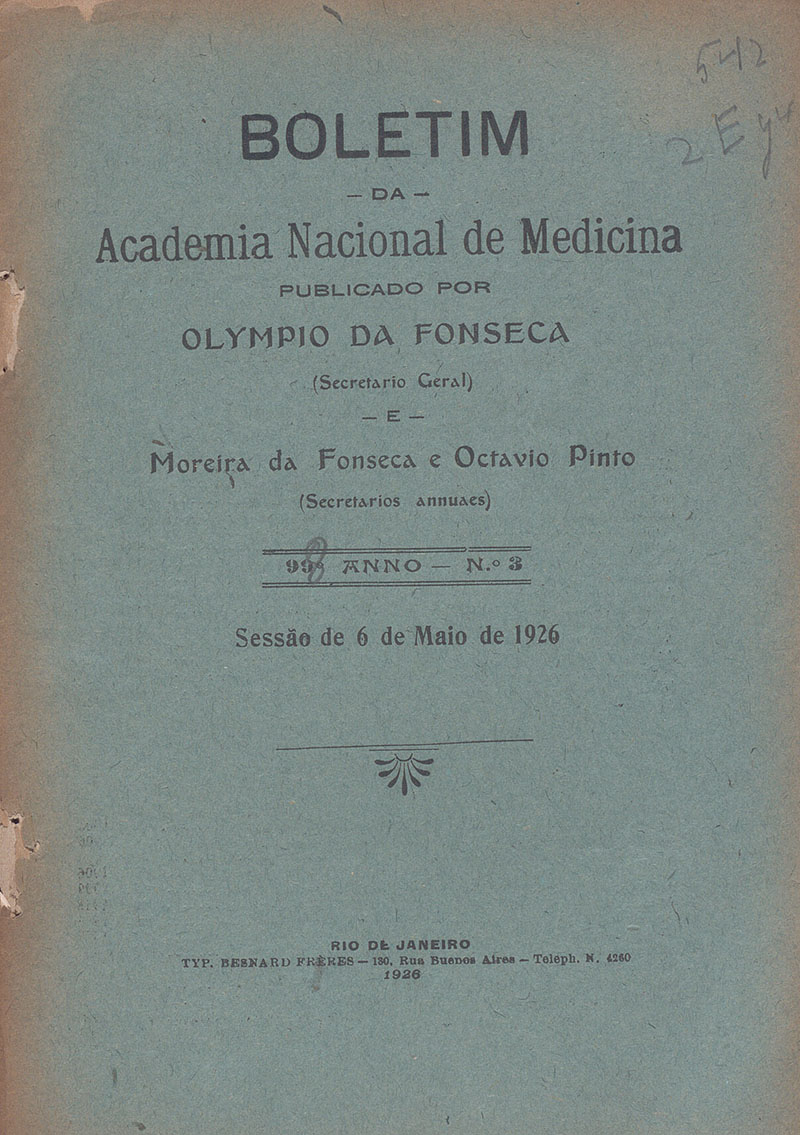 542
2 E
BOLETIM
— DA —
Academia Nacional de Medicina
PUBLICADO POR
OLYMPIO DA FONSECA
(Secretario Geral)
— E —
Moreira da Fonseca e Octavio Pinto
(Secretarios annuaes)
998 ANNO — N.º 3
Sessão de 6 de Maio de 1926
RIO DE JANEIRO
TYP. BESNARD FRÈRES — 130, Rua Buenos Aires — Teleph. N. 4260
1926